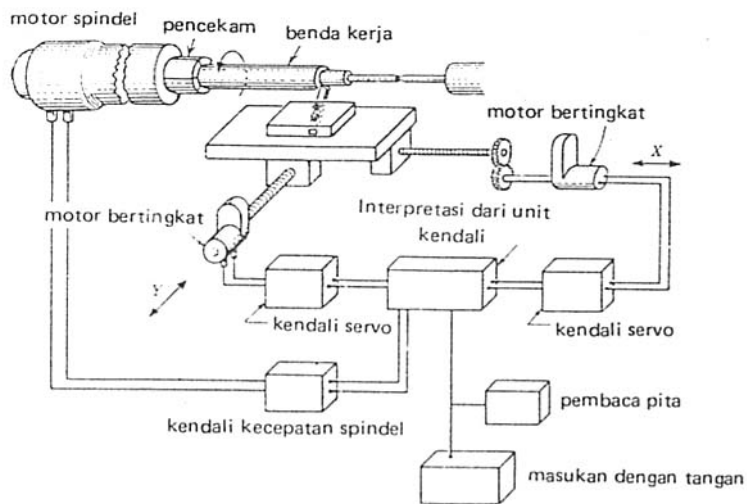 motor spindel
pencekam
benda kerja
motor bertingkat
X
motor bertingkat
Interpretasi dari unit
kendali
Y
kendali servo
kendali servo
kendali kecepatan spindel
pembaca pita
masukan dengan tangan